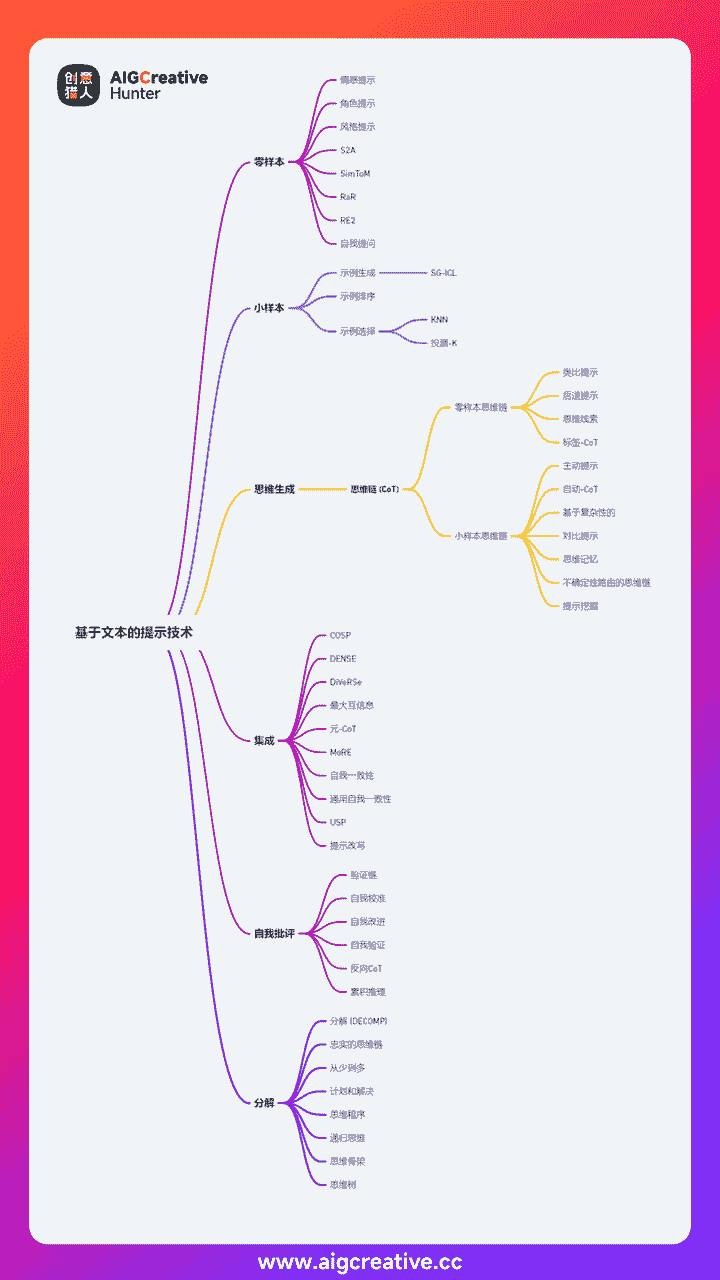 创意
猎人
AIGCreative
Hunter
基于文本的提示技术
零样本
情感提示
角色提示
风格提示
S2A
SimToM
RaR
RE2
自我提问
小样本
示例生成
SG-ICL
示例排序
示例选择
KNN
投票-K
思维生成
思维链 (CoT)
零样本思维链
类比提示
后退提示
思维线索
标签-CoT
小样本思维链
主动提示
自动-CoT
基于复杂性的
对比提示
思维记忆
不确定性路由的思维链
提示挖掘
集成
COSP
DENSE
DiVeRSe
最大互信息
元-CoT
MoRE
自我一致性
通用自我一致性
USP
提示改写
自我批评
验证链
自我校准
自我改进
自我验证
反向CoT
累积推理
分解
分解 (DECOMP)
忠实的思维链
从少到多
计划和解决
思维程序
递归思维
思维骨架
思维树
www.aigcreative.cc